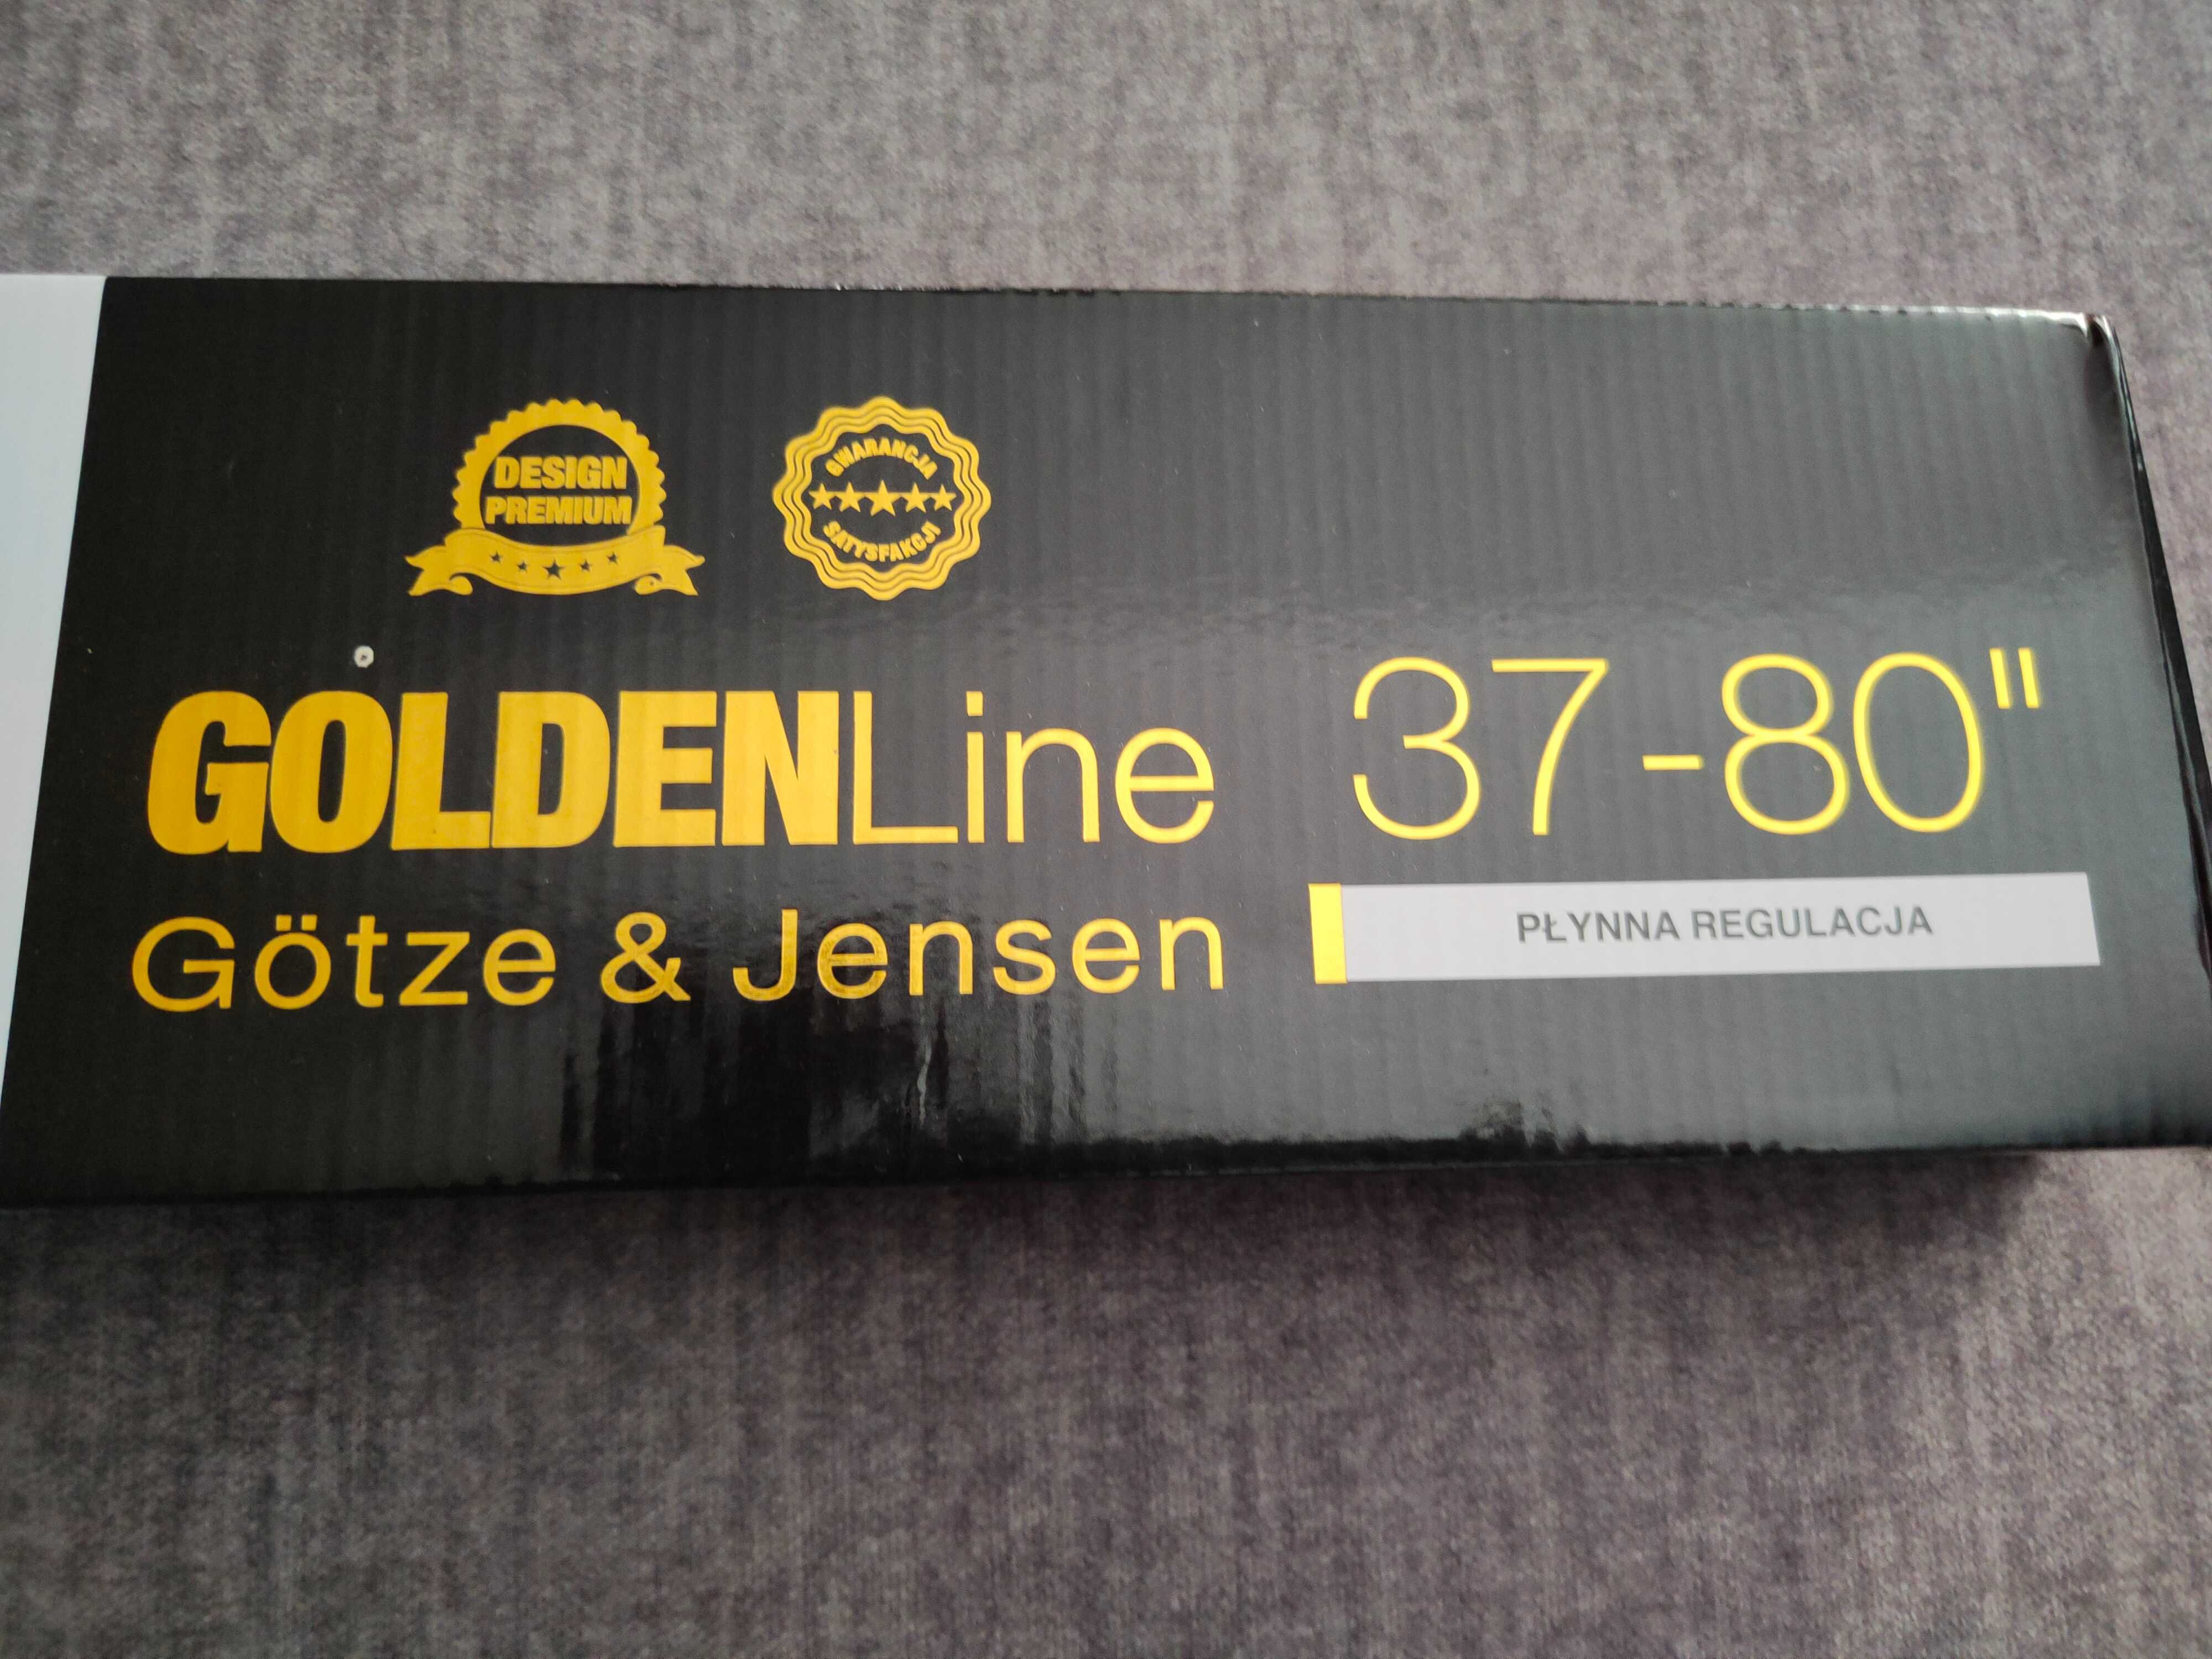 DESIGN
PREMIUM
GWARANCJA
SATYSFAKCJI
GOLDENLine
37-80"
Götze & Jensen
PŁYNNA REGULACJA